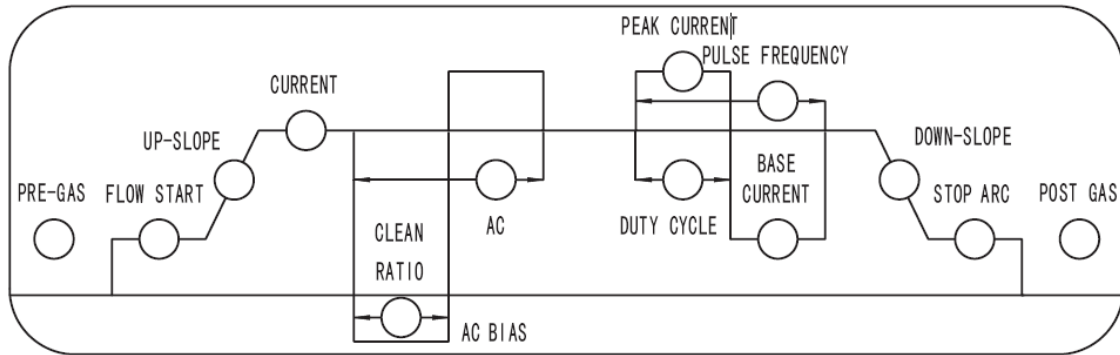 PRE-GAS
FLOW START
UP-SLOPE
CURRENT
CLEAN
RATIO
AC BIAS
AC
PEAK CURRENT
PULSE FREQUENCY
DUTY CYCLE
BASE
CURRENT
DOWN-SLOPE
STOP ARC
POST GAS